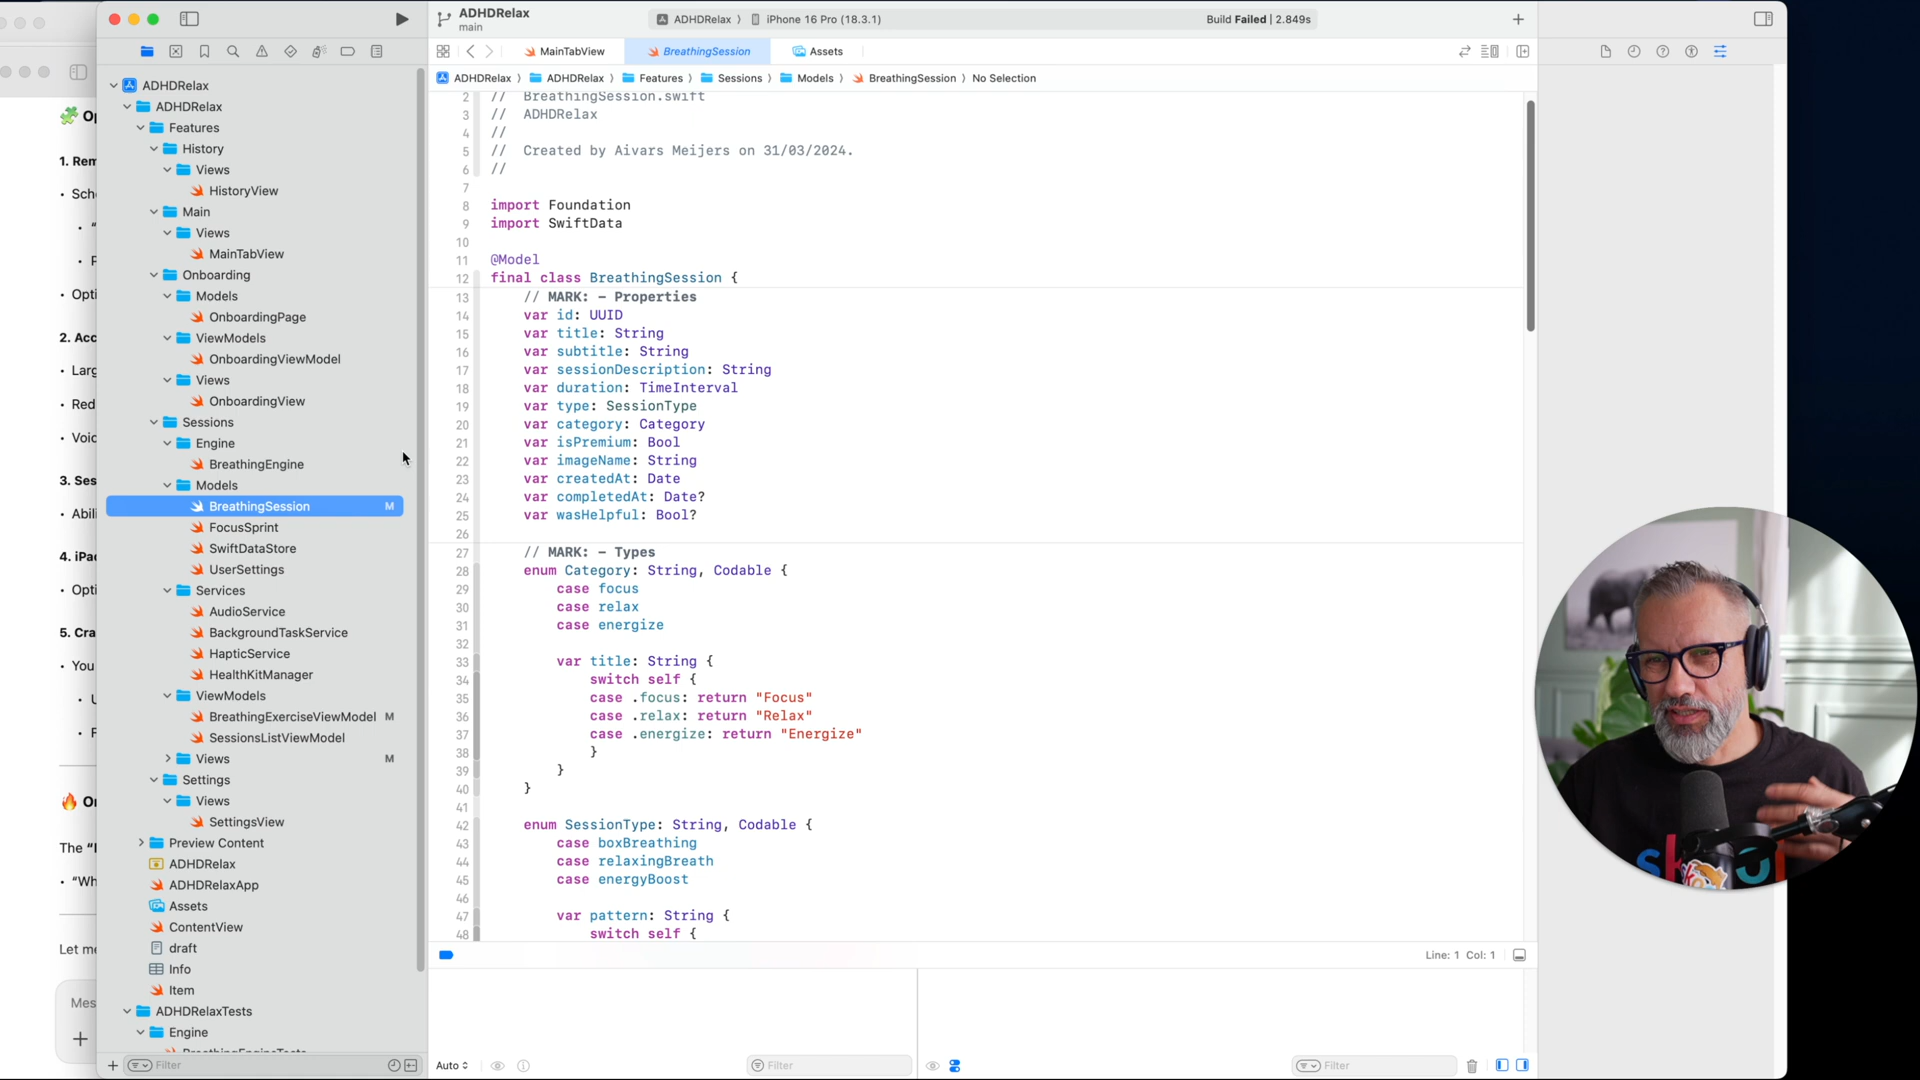 ADHDRelax
main
ADHDRelax
iPhone 16 Pro (18.3.1)
Build Failed | 2.849s
MainTabView
BreathingSession
Assets
ADHDRelax
ADHDRelax
Features
Sessions
Models
BreathingSession
No Selection
ADHDRelax
ADHDRelax
Features
History
Views
HistoryView
Main
Views
MainTabView
Onboarding
Models
OnboardingPage
ViewModels
OnboardingViewModel
Views
OnboardingView
Sessions
Engine
BreathingEngine
Models
BreathingSession M
FocusSprint
SwiftDataStore
UserSettings
Services
AudioService
BackgroundTaskService
HapticService
HealthKitManager
ViewModels
BreathingExerciseViewModel M
SessionsListViewModel
Views M
Settings
Views
SettingsView
Preview Content
ADHDRelax
ADHDRelaxApp
Assets
ContentView
draft
Info
Item
ADHDRelaxTests
Engine
BreathingEngineTests
Filter
2 // BreathingSession.swift
3 // ADHDRelax
4 //
5 // Created by Aivars Meijers on 31/03/2024.
6 //
7
8 import Foundation
9 import SwiftData
10
11 @Model
12 final class BreathingSession {
13 // MARK: - Properties
14 var id: UUID
15 var title: String
16 var subtitle: String
17 var sessionDescription: String
18 var duration: TimeInterval
19 var type: SessionType
20 var category: Category
21 var isPremium: Bool
22 var imageName: String
23 var createdAt: Date
24 var completedAt: Date?
25 var wasHelpful: Bool?
26
27 // MARK: - Types
28 enum Category: String, Codable {
29 case focus
30 case relax
31 case energize
32
33 var title: String {
34 switch self {
35 case .focus: return "Focus"
36 case .relax: return "Relax"
37 case .energize: return "Energize"
38 }
39 }
40 }
41
42 enum SessionType: String, Codable {
43 case boxBreathing
44 case relaxingBreath
45 case energyBoost
46
47 var pattern: String {
48 switch self {
Line: 1 Col: 1
Auto
Filter
Filter
1. Rem
• Sch
2. Acc
• Larg
• Red
• Voic
3. Ses
• Abili
4. iPa
• Opti
5. Cra
• You
The "
• "Wh
Let me
Mes